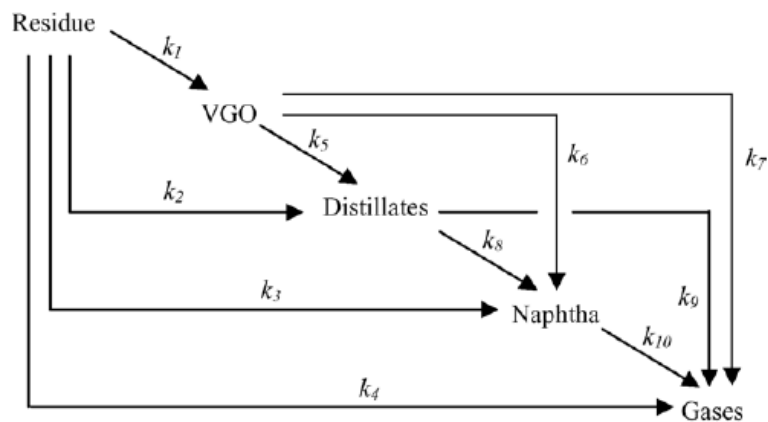 Residue
k1
VGO
k5
k6
k7
k2
Distillates
k8
k3
k9
Naphtha
k10
k4
Gases